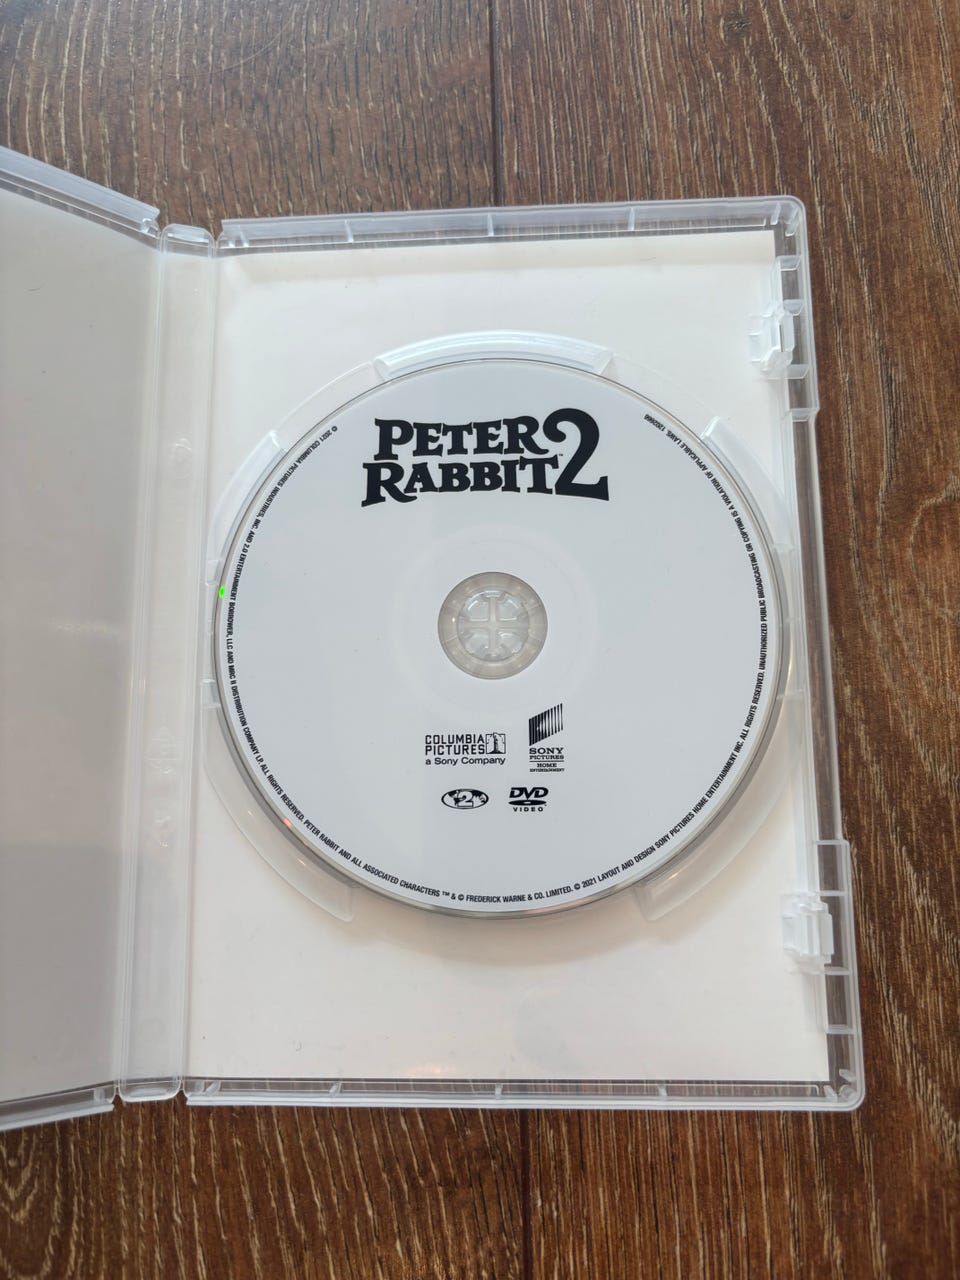 PETER
RABBIT™ 2
COLUMBIA
PICTURES
a Sony Company
SONY
PICTURES
HOME
ENTERTAINMENT
2
DVD
VIDEO
© 2021 COLUMBIA PICTURES INDUSTRIES, INC. AND 2.0 ENTERTAINMENT BORROWER, LLC AND MRC II DISTRIBUTION COMPANY LP. ALL RIGHTS RESERVED. PETER RABBIT AND ALL ASSOCIATED CHARACTERS ™ & © FREDERICK WARNE & CO. LIMITED. © 2021 LAYOUT AND DESIGN SONY PICTURES HOME ENTERTAINMENT INC. ALL RIGHTS RESERVED. UNAUTHORIZED PUBLIC BROADCASTING OR COPYING IS A VIOLATION OF APPLICABLE LAWS. 1202666